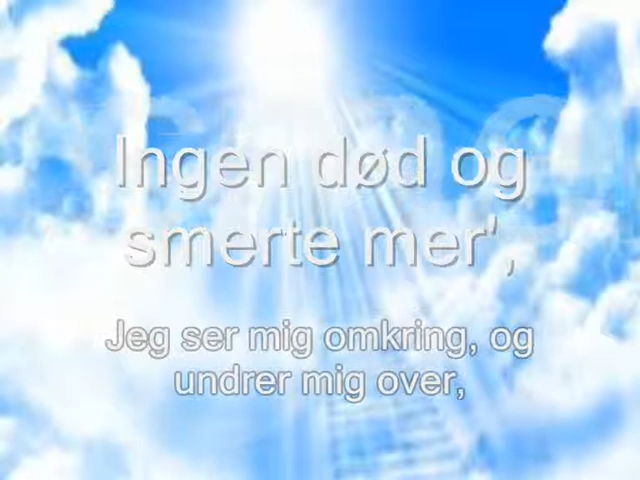 Ingen død og
smerte mer',
Jeg ser mig omkring, og
undrer mig over,